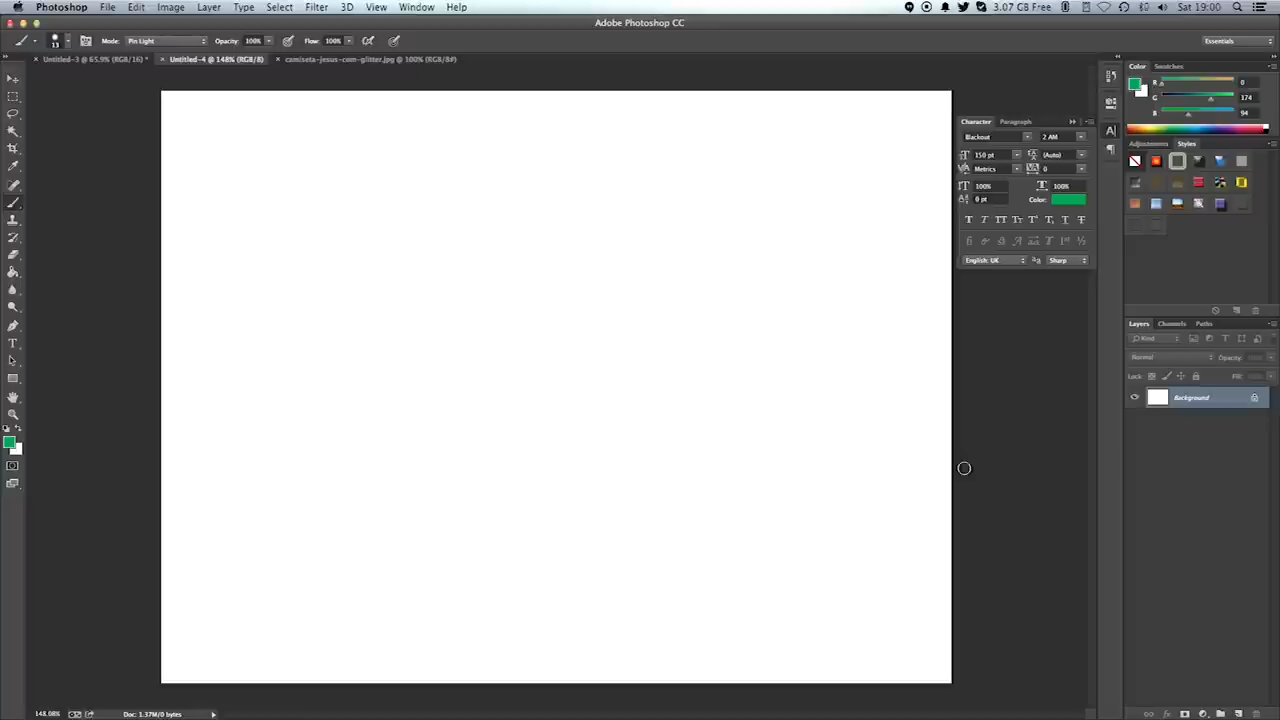 Photoshop File Edit Image Layer Type Select Filter 3D View Window Help 3.07 GB Free Sat 19:00
Adobe Photoshop CC
13 Mode: Pin Light Opacity: 100% Flow: 100% Essentials
Untitled-3 @ 65.9% (RGB/16) * Untitled-4 @ 148% (RGB/8) camiseta-jesus-com-glitter.jpg @ 100% (RGB/8#)
Color Swatches
R 0
G 174
B 94
Character Paragraph
Blackout 2 AM
150 pt (Auto)
Metrics 0
100% 100%
0 pt Color:
English: UK Sharp
Adjustments Styles
Layers Channels Paths
Kind
Normal Opacity:
Lock: Fill:
Background
148.08% Doc: 1.37M/0 bytes